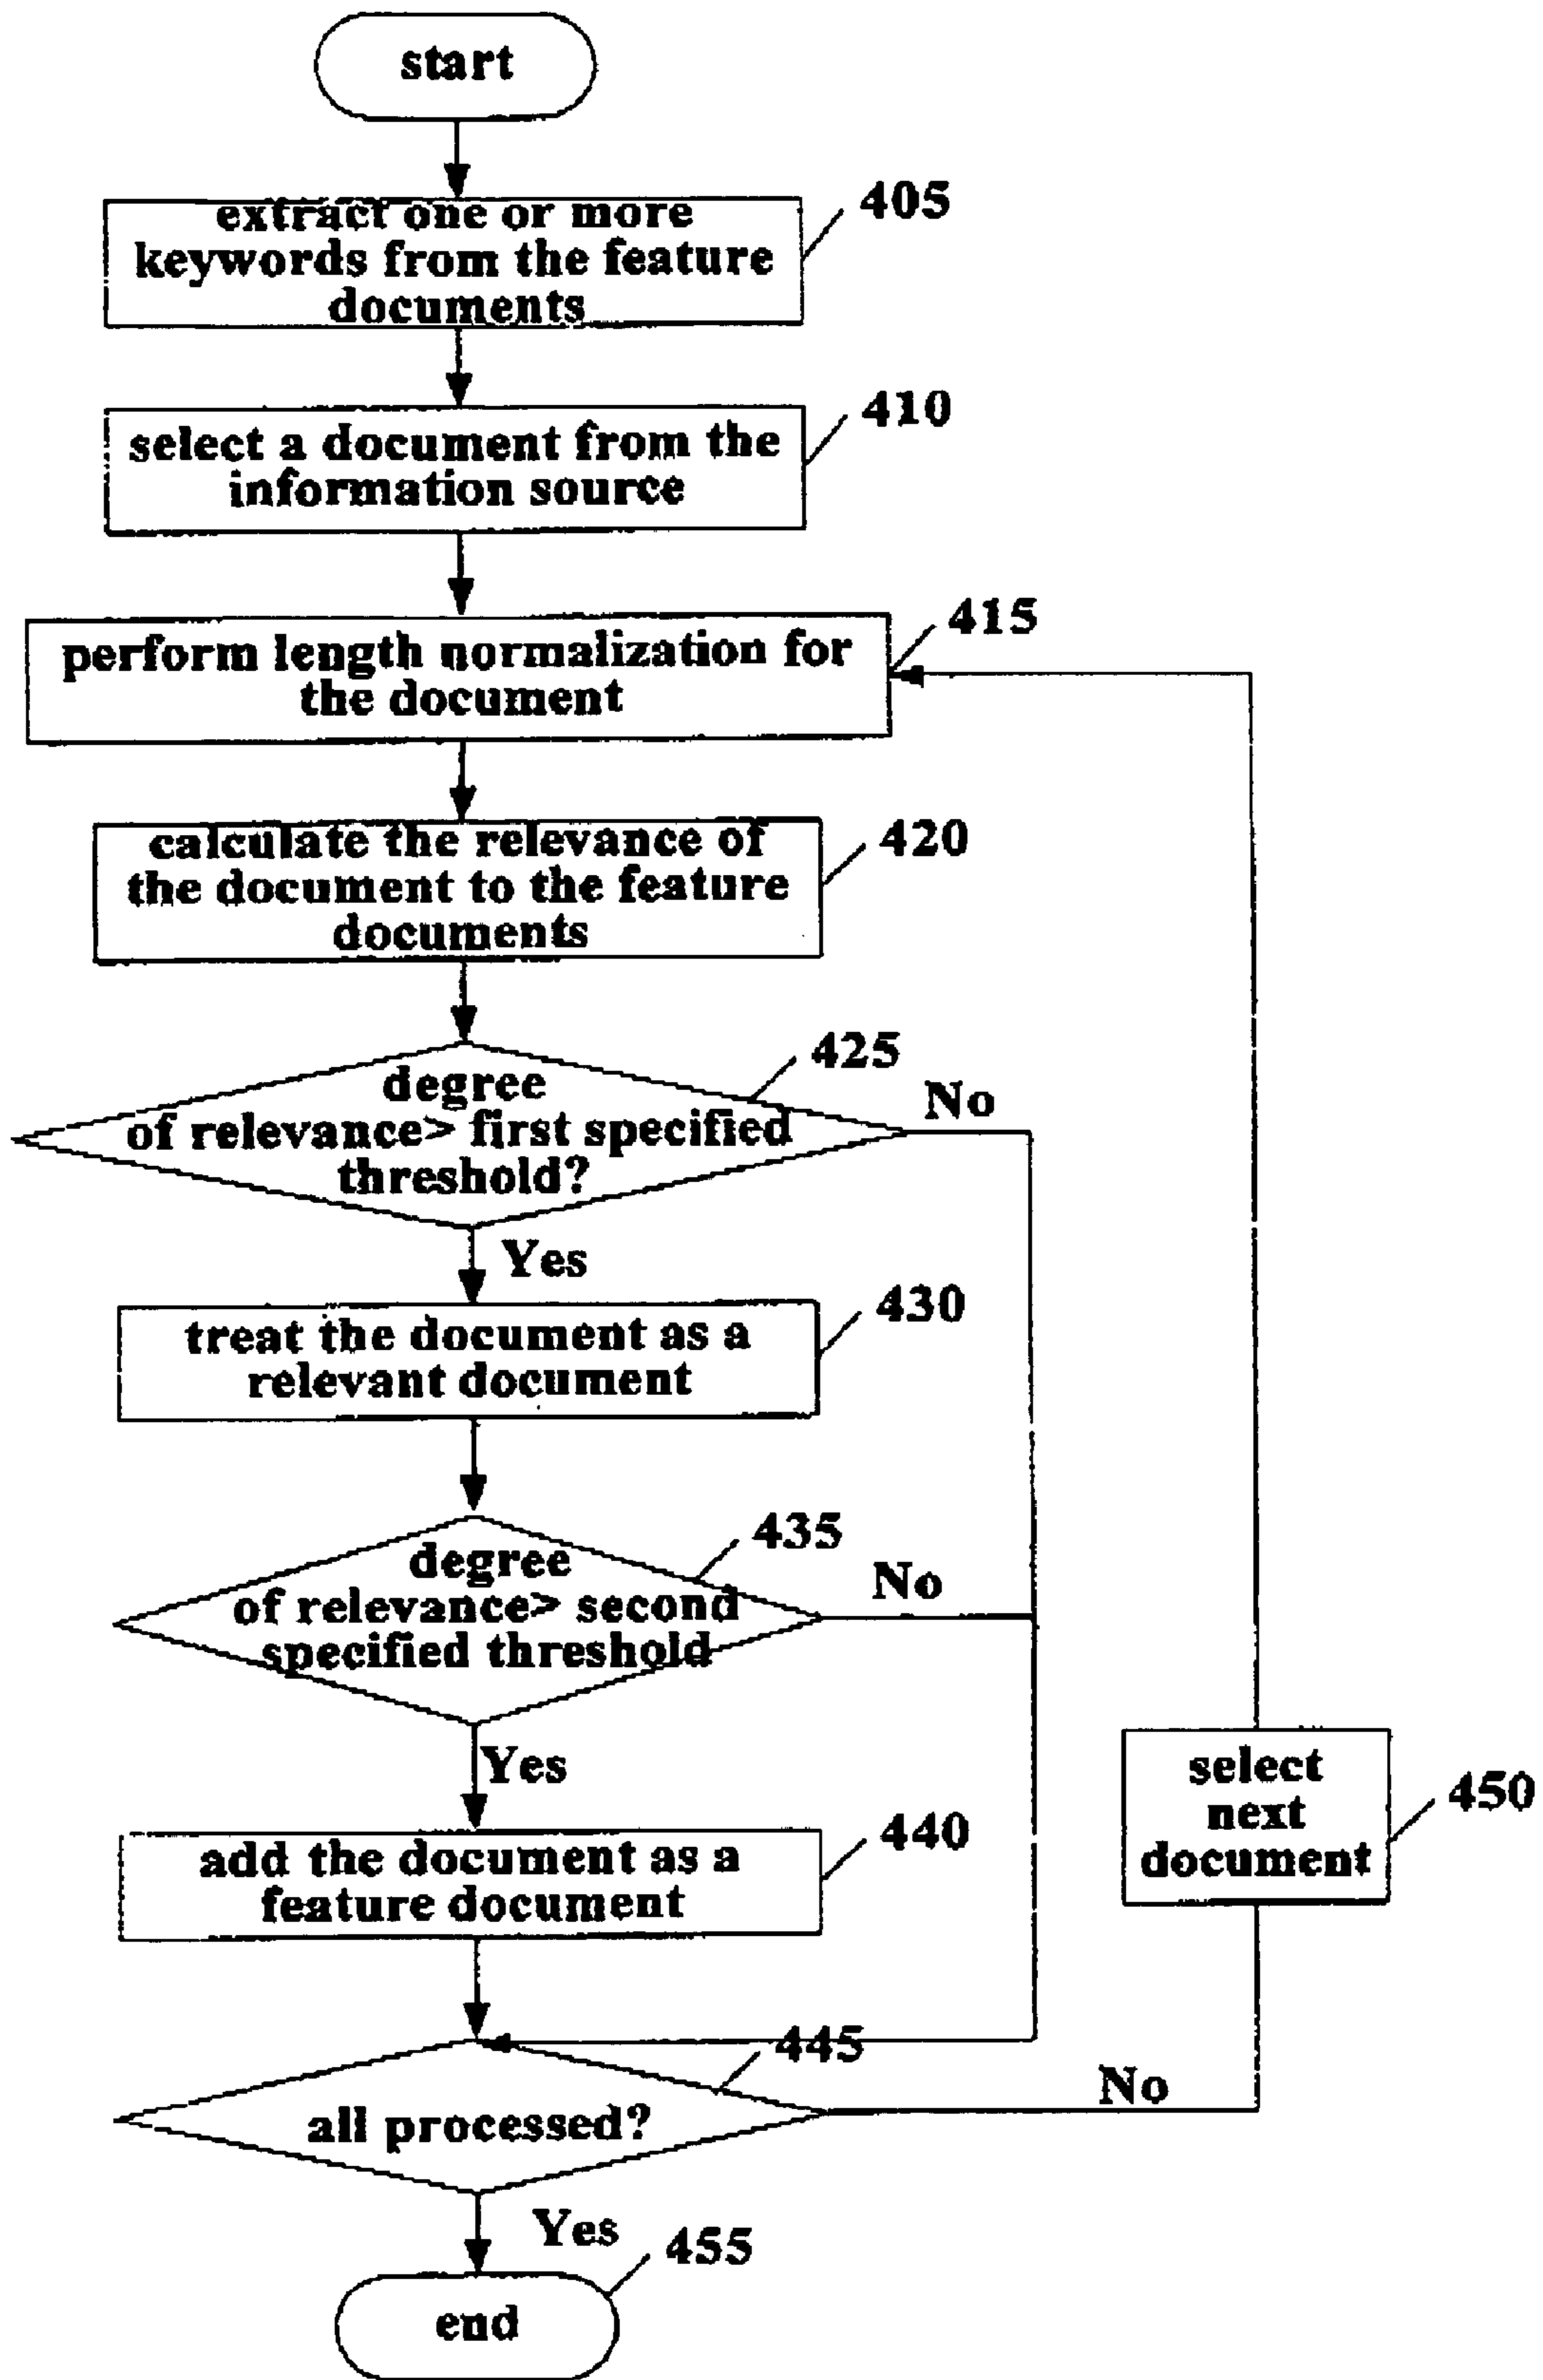 start
extract one or more
keywords from the feature
documents
405
select a document from the
information source
410
perform length normalization for
the document
415
calculate the relevance of
the document to the feature
documents
420
degree
of relevance> first specified
threshold?
425
No
Yes
treat the document as a
relevant document
430
degree
of relevance> second
specified threshold
435
No
Yes
add the document as a
feature document
440
select
next
document
450
all processed?
445
No
Yes
end
455